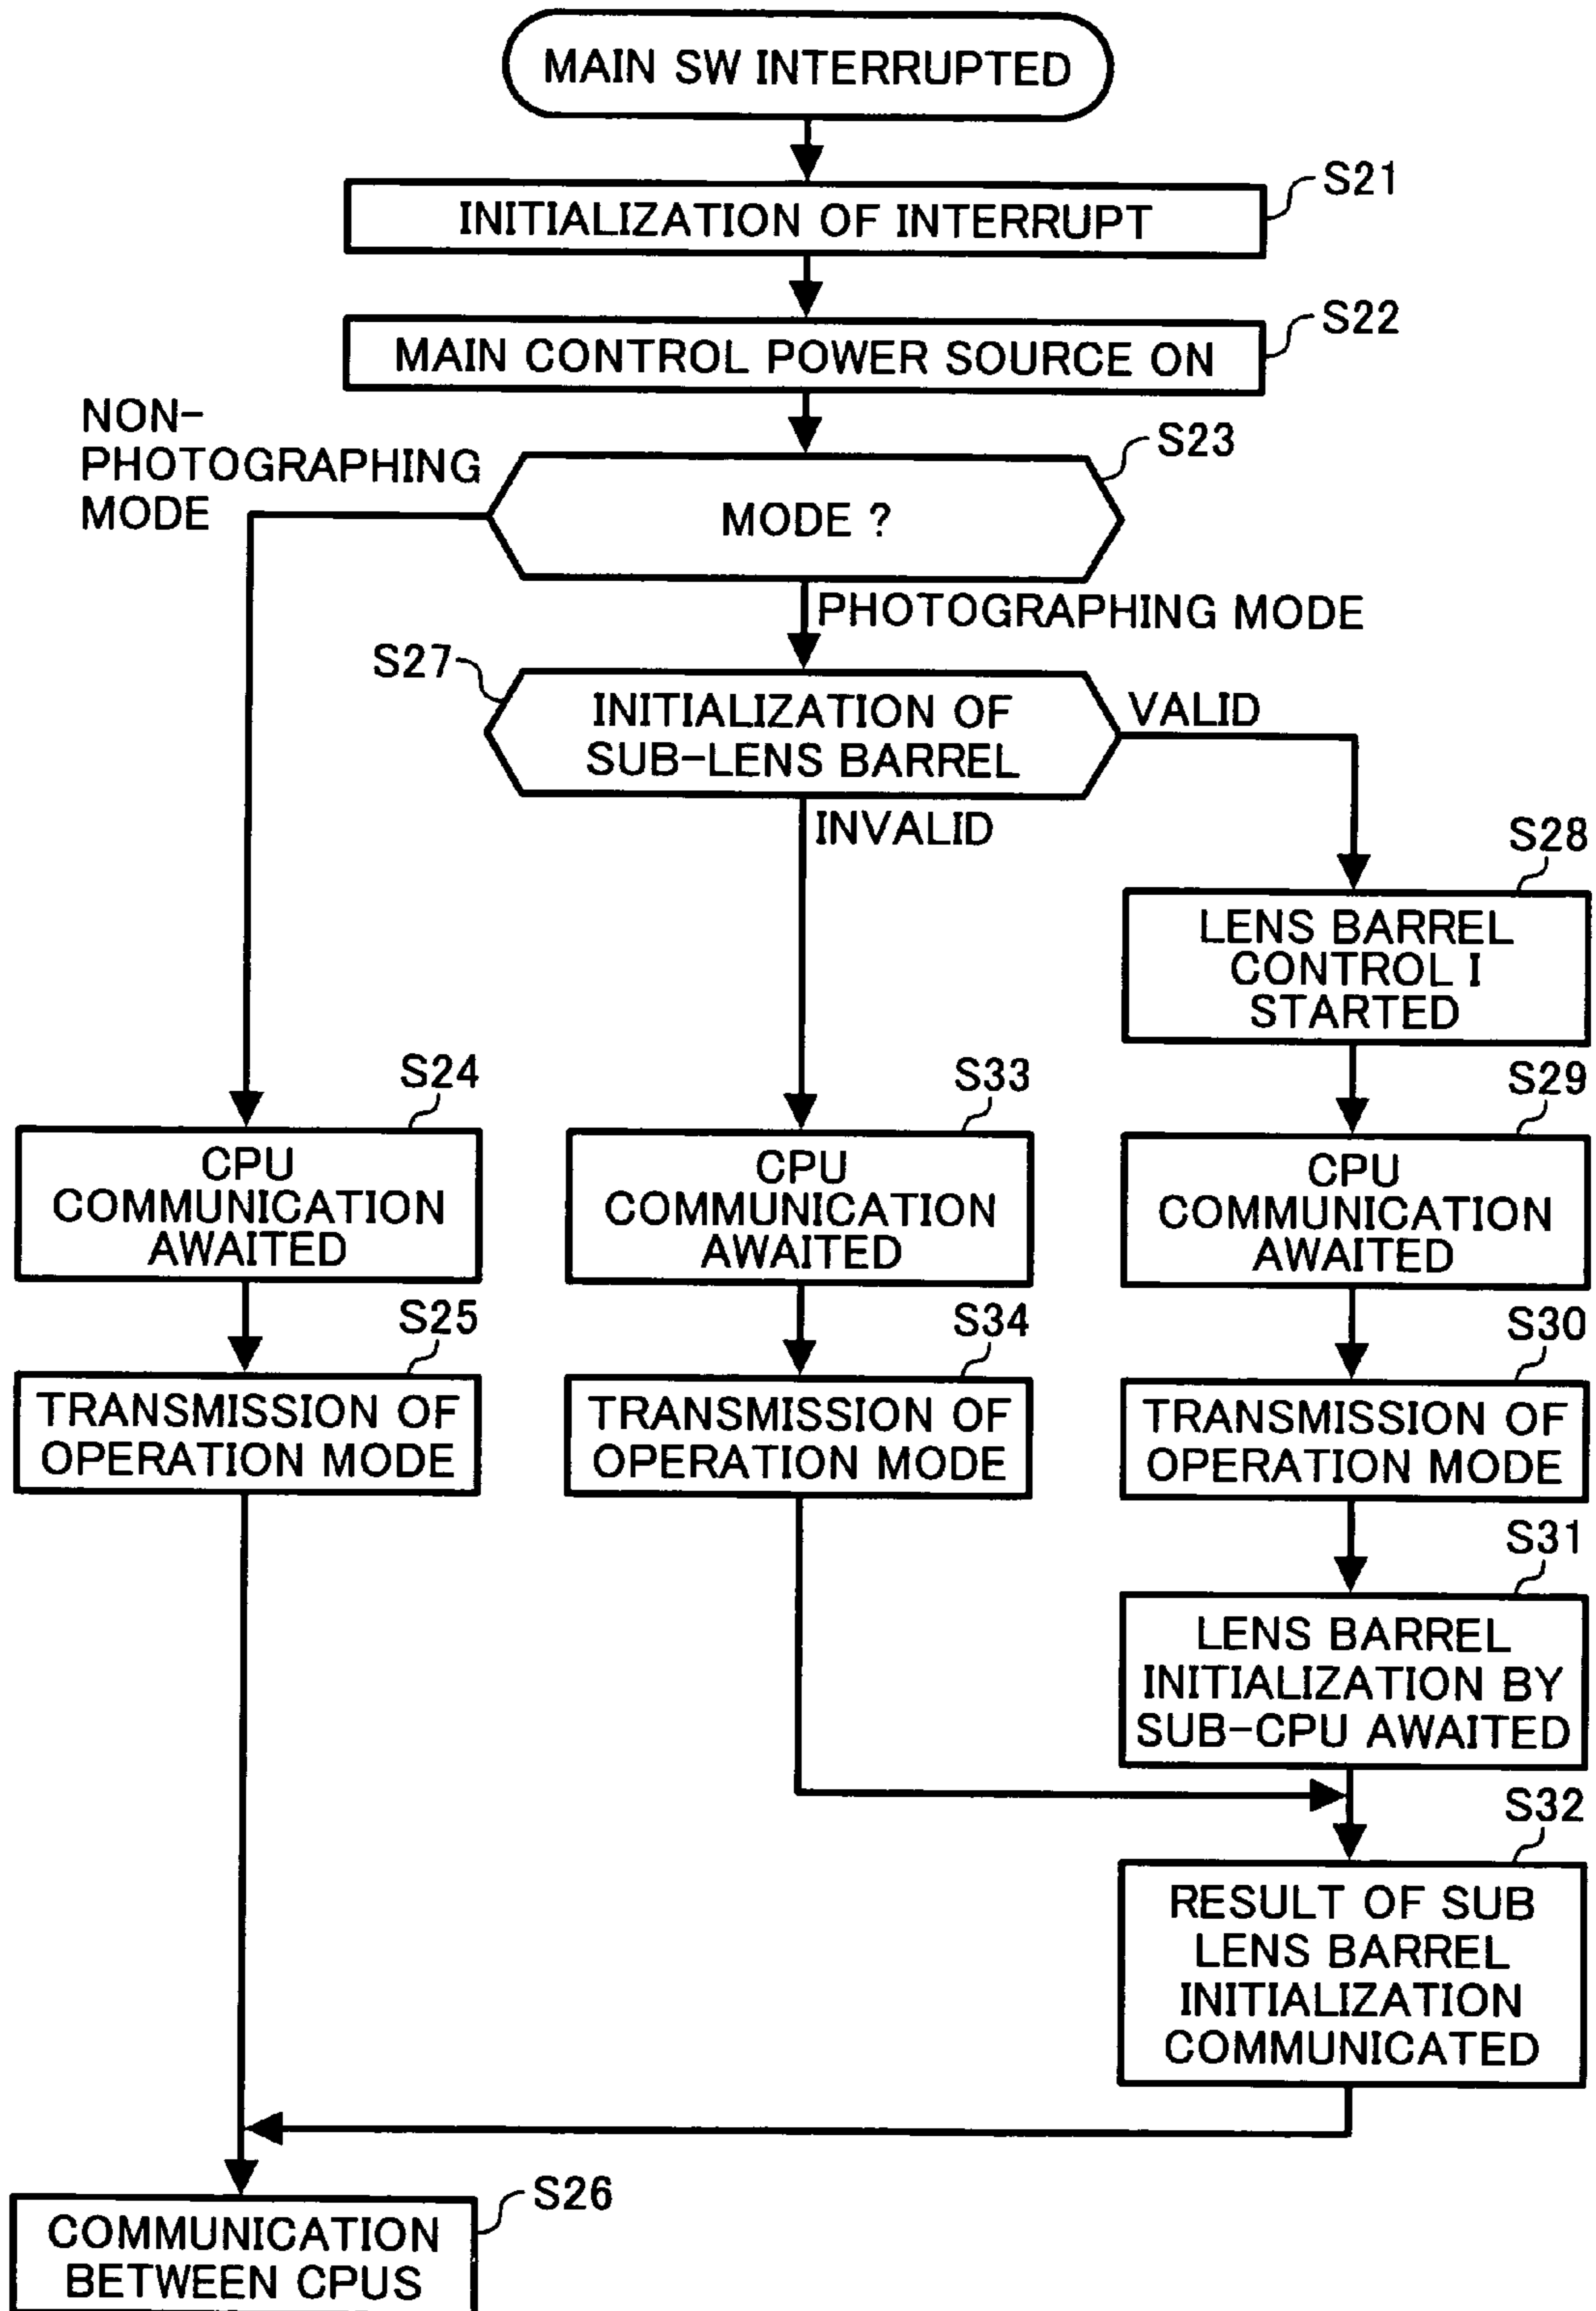 MAIN SW INTERRUPTED
S21
INITIALIZATION OF INTERRUPT
S22
MAIN CONTROL POWER SOURCE ON
NON-
PHOTOGRAPHING
MODE
S23
MODE ?
PHOTOGRAPHING MODE
S27
INITIALIZATION OF
SUB-LENS BARREL
VALID
INVALID
S28
LENS BARREL
CONTROL I
STARTED
S24
CPU
COMMUNICATION
AWAITED
S33
CPU
COMMUNICATION
AWAITED
S29
CPU
COMMUNICATION
AWAITED
S25
TRANSMISSION OF
OPERATION MODE
S34
TRANSMISSION OF
OPERATION MODE
S30
TRANSMISSION OF
OPERATION MODE
S31
LENS BARREL
INITIALIZATION BY
SUB-CPU AWAITED
S32
RESULT OF SUB
LENS BARREL
INITIALIZATION
COMMUNICATED
S26
COMMUNICATION
BETWEEN CPUS